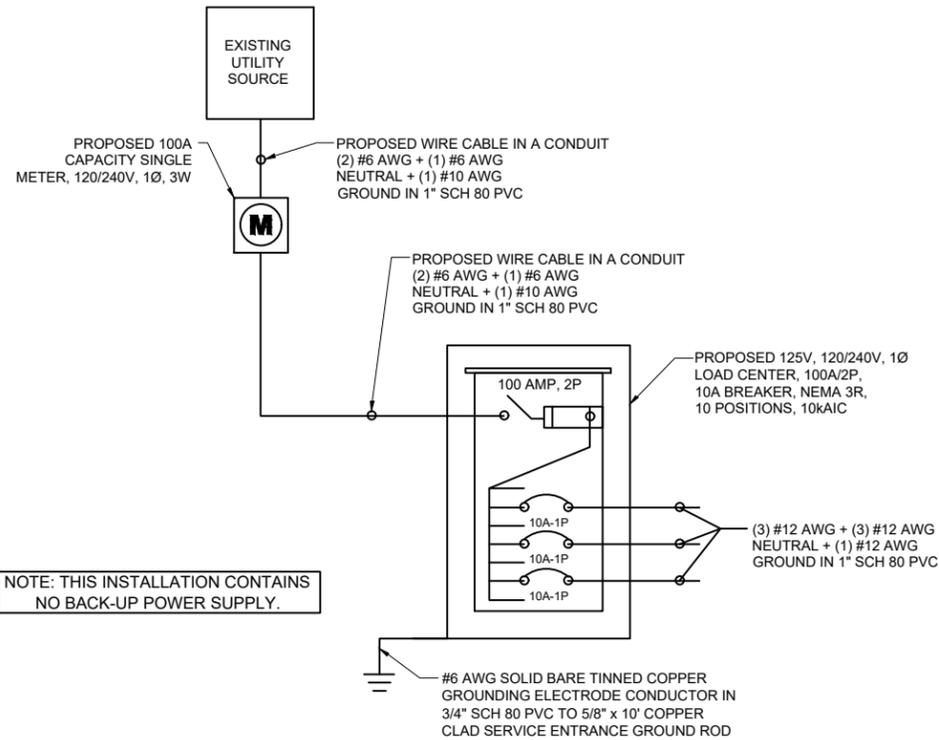 EXISTING
UTILITY
SOURCE
PROPOSED 100A
CAPACITY SINGLE
METER, 120/240V, 1Ø, 3W
PROPOSED WIRE CABLE IN A CONDUIT
(2) #6 AWG + (1) #6 AWG
NEUTRAL + (1) #10 AWG
GROUND IN 1" SCH 80 PVC
M
PROPOSED WIRE CABLE IN A CONDUIT
(2) #6 AWG + (1) #6 AWG
NEUTRAL + (1) #10 AWG
GROUND IN 1" SCH 80 PVC
PROPOSED 125V, 120/240V, 1Ø
LOAD CENTER, 100A/2P,
10A BREAKER, NEMA 3R,
10 POSITIONS, 10kAIC
100 AMP, 2P
10A-1P
10A-1P
10A-1P
(3) #12 AWG + (3) #12 AWG
NEUTRAL + (1) #12 AWG
GROUND IN 1" SCH 80 PVC
NOTE: THIS INSTALLATION CONTAINS
NO BACK-UP POWER SUPPLY.
#6 AWG SOLID BARE TINNED COPPER
GROUNDING ELECTRODE CONDUCTOR IN
3/4" SCH 80 PVC TO 5/8" x 10' COPPER
CLAD SERVICE ENTRANCE GROUND ROD